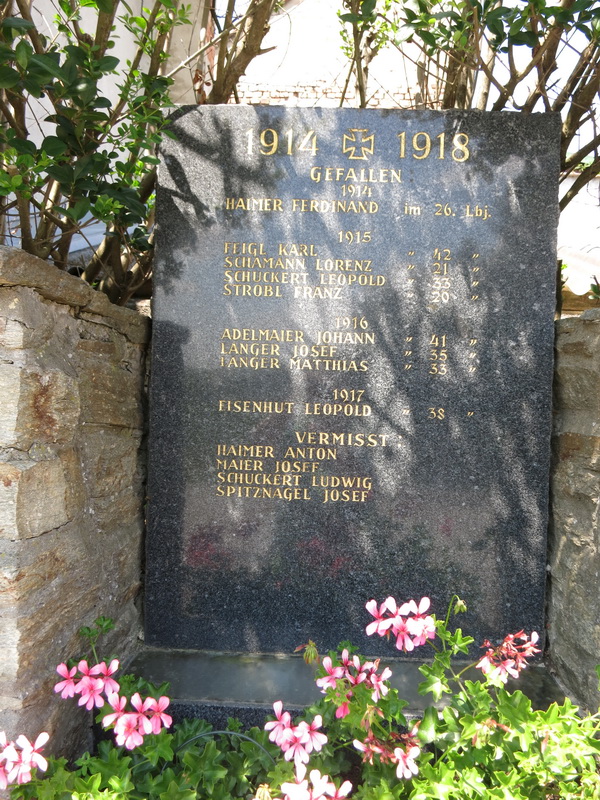 1914 1918
GEFALLEN
1914
HAIMER FERDINAND im 26. Lbj.
1915
FEIGL KARL " 42 "
SCHAMANN LORENZ " 21 "
SCHUCKERT LEOPOLD " 33 "
STROBL FRANZ " 20 "
1916
ADELMAIER JOHANN " 41 "
LANGER JOSEF " 35 "
LANGER MATTHIAS " 33 "
1917
EISENHUT LEOPOLD " 38 "
VERMISST:
HAIMER ANTON
MAIER JOSEF
SCHUCKERT LUDWIG
SPITZNAGEL JOSEF